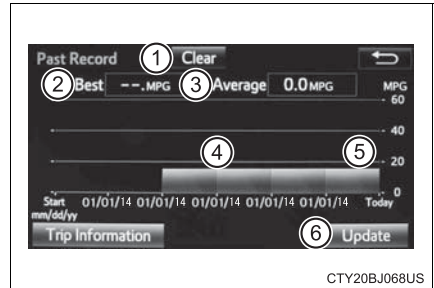 Past Record 1 Clear
2 Best --.MPG 3 Average 0.0 MPG MPG
60
40
4 5
20
0
Start 01/01/14 01/01/14 01/01/14 01/01/14 01/01/14 Today
mm/dd/yy
Trip Information 6 Update
CTY20BJ068US